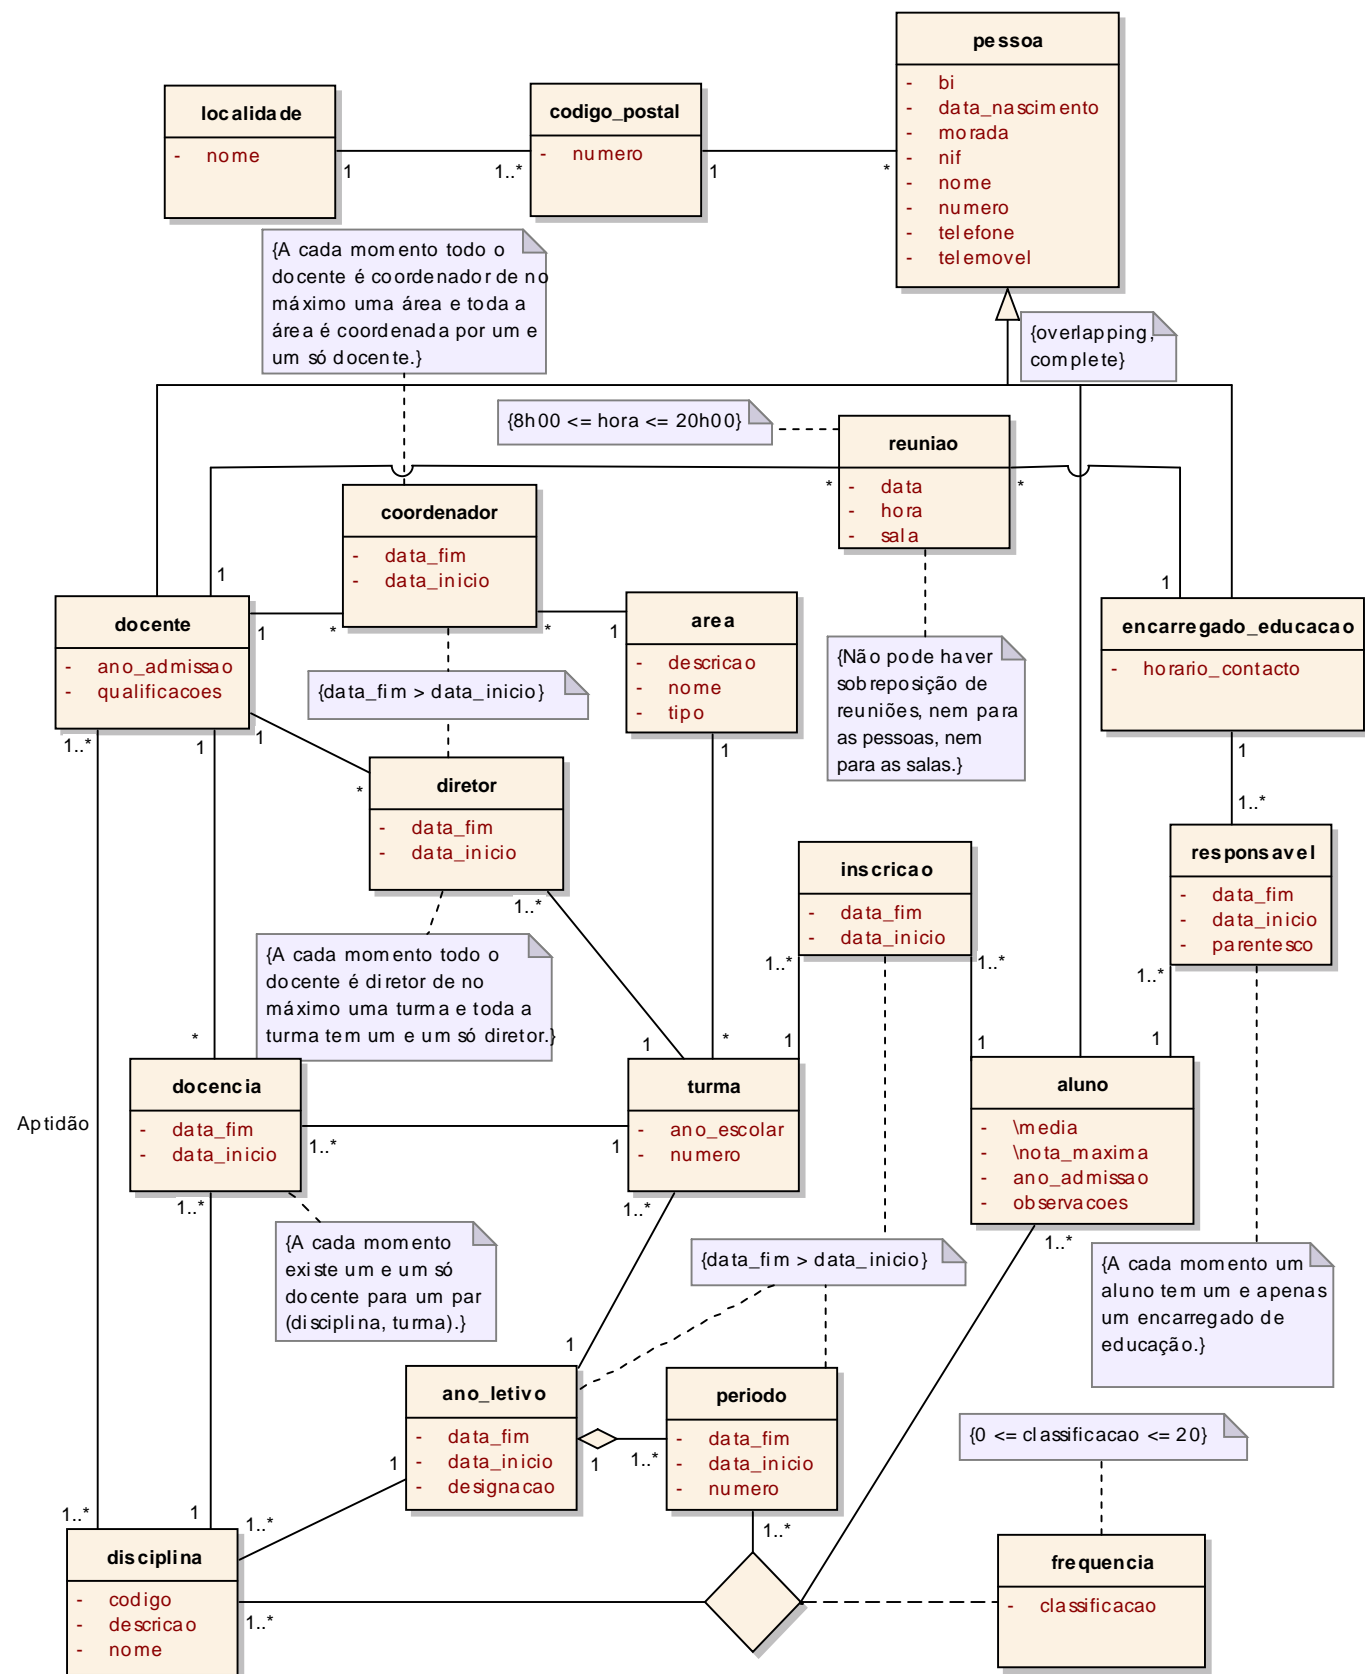 pessoa
- bi
- data_nascimento
- morada
- nif
- nome
- numero
- telefone
- telemovel
localidade
- nome
codigo_postal
- numero
1
1..*
1
*
{A cada momento todo o
docente é coordenador de no
máximo uma área e toda a
área é coordenada por um e
um só docente.}
{overlapping,
complete}
{8h00 <= hora <= 20h00}
reuniao
- data
- hora
- sala
*
*
coordenador
- data_fim
- data_inicio
1
1
docente
- ano_admissao
- qualificacoes
1
*
*
1
area
- descricao
- nome
- tipo
encarregado_educacao
- horario_contacto
{data_fim > data_inicio}
{Não pode haver
sobreposição de
reuniões, nem para
as pessoas, nem
para as salas.}
1..*
1
1
*
1
1
1..*
diretor
- data_fim
- data_inicio
1..*
inscricao
- data_fim
- data_inicio
responsavel
- data_fim
- data_inicio
- parentesco
{A cada momento todo o
docente é diretor de no
máximo uma turma e toda a
turma tem um e um só diretor.}
1..*
1..*
1..*
*
1
*
1
1
1
docencia
- data_fim
- data_inicio
turma
- ano_escolar
- numero
aluno
- \media
- \nota_maxima
- ano_admissao
- observacoes
Aptidão
1..*
1
1..*
1..*
1..*
{A cada momento
existe um e um só
docente para um par
(disciplina, turma).}
{data_fim > data_inicio}
{A cada momento um
aluno tem um e apenas
um encarregado de
educação.}
1
ano_letivo
- data_fim
- data_inicio
- designacao
periodo
- data_fim
- data_inicio
- numero
{0 <= classificacao <= 20}
1
1
1..*
1..*
1
1..*
1..*
disciplina
- codigo
- descricao
- nome
1..*
frequencia
- classificacao